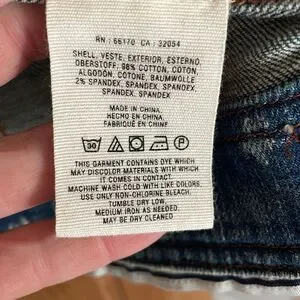 RN : 66170 CA : 32054
SHELL, VESTE, EXTERIOR, ESTERNO,
OBERSTOFF, 98% COTTON, COTON,
ALGODÓN, COTONE, BAUMWOLLE
2% SPANDEX, SPANDEX, SPANDEX,
SPANDEX, SPANDEX
MADE IN CHINA
HECHO EN CHINA
FABRIQUÉ EN CHINE
30
THIS GARMENT CONTAINS DYE WHICH
MAY DISCOLOR MATERIALS WITH WHICH
IT COMES IN CONTACT.
MACHINE WASH COLD WITH LIKE COLORS.
USE ONLY NON-CHLORINE BLEACH.
TUMBLE DRY LOW.
MEDIUM IRON AS NEEDED.
MAY BE DRY CLEANED